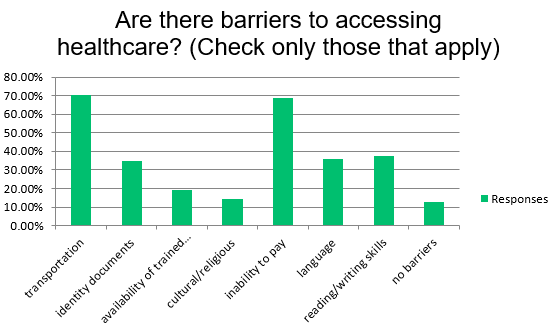 Are there barriers to accessing
healthcare? (Check only those that apply)
80.00%
70.00%
60.00%
50.00%
40.00%
30.00%
20.00%
10.00%
0.00%
transportation
identity documents
availability of trained...
cultural/religious
inability to pay
language
reading/writing skills
no barriers
Responses